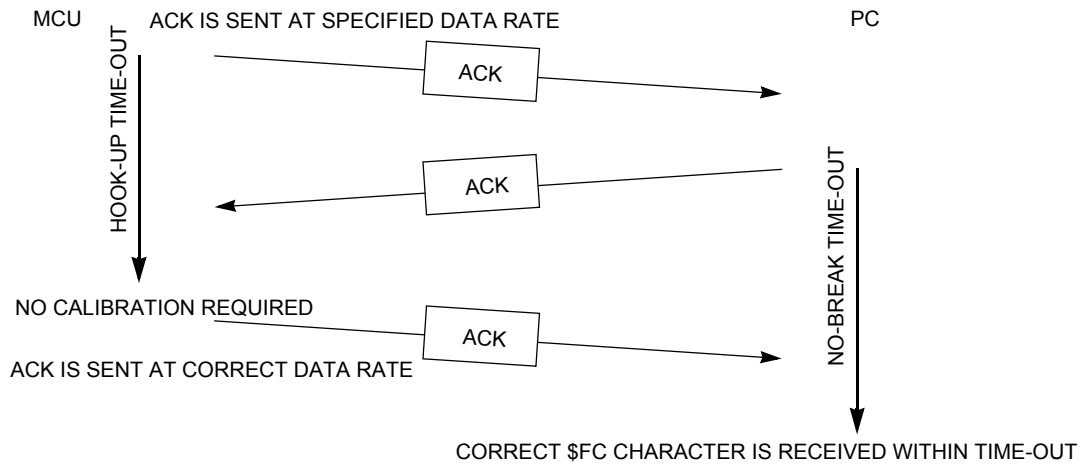 MCU
ACK IS SENT AT SPECIFIED DATA RATE
PC
ACK
HOOK-UP TIME-OUT
ACK
NO-BREAK TIME-OUT
NO CALIBRATION REQUIRED
ACK
ACK IS SENT AT CORRECT DATA RATE
CORRECT $FC CHARACTER IS RECEIVED WITHIN TIME-OUT